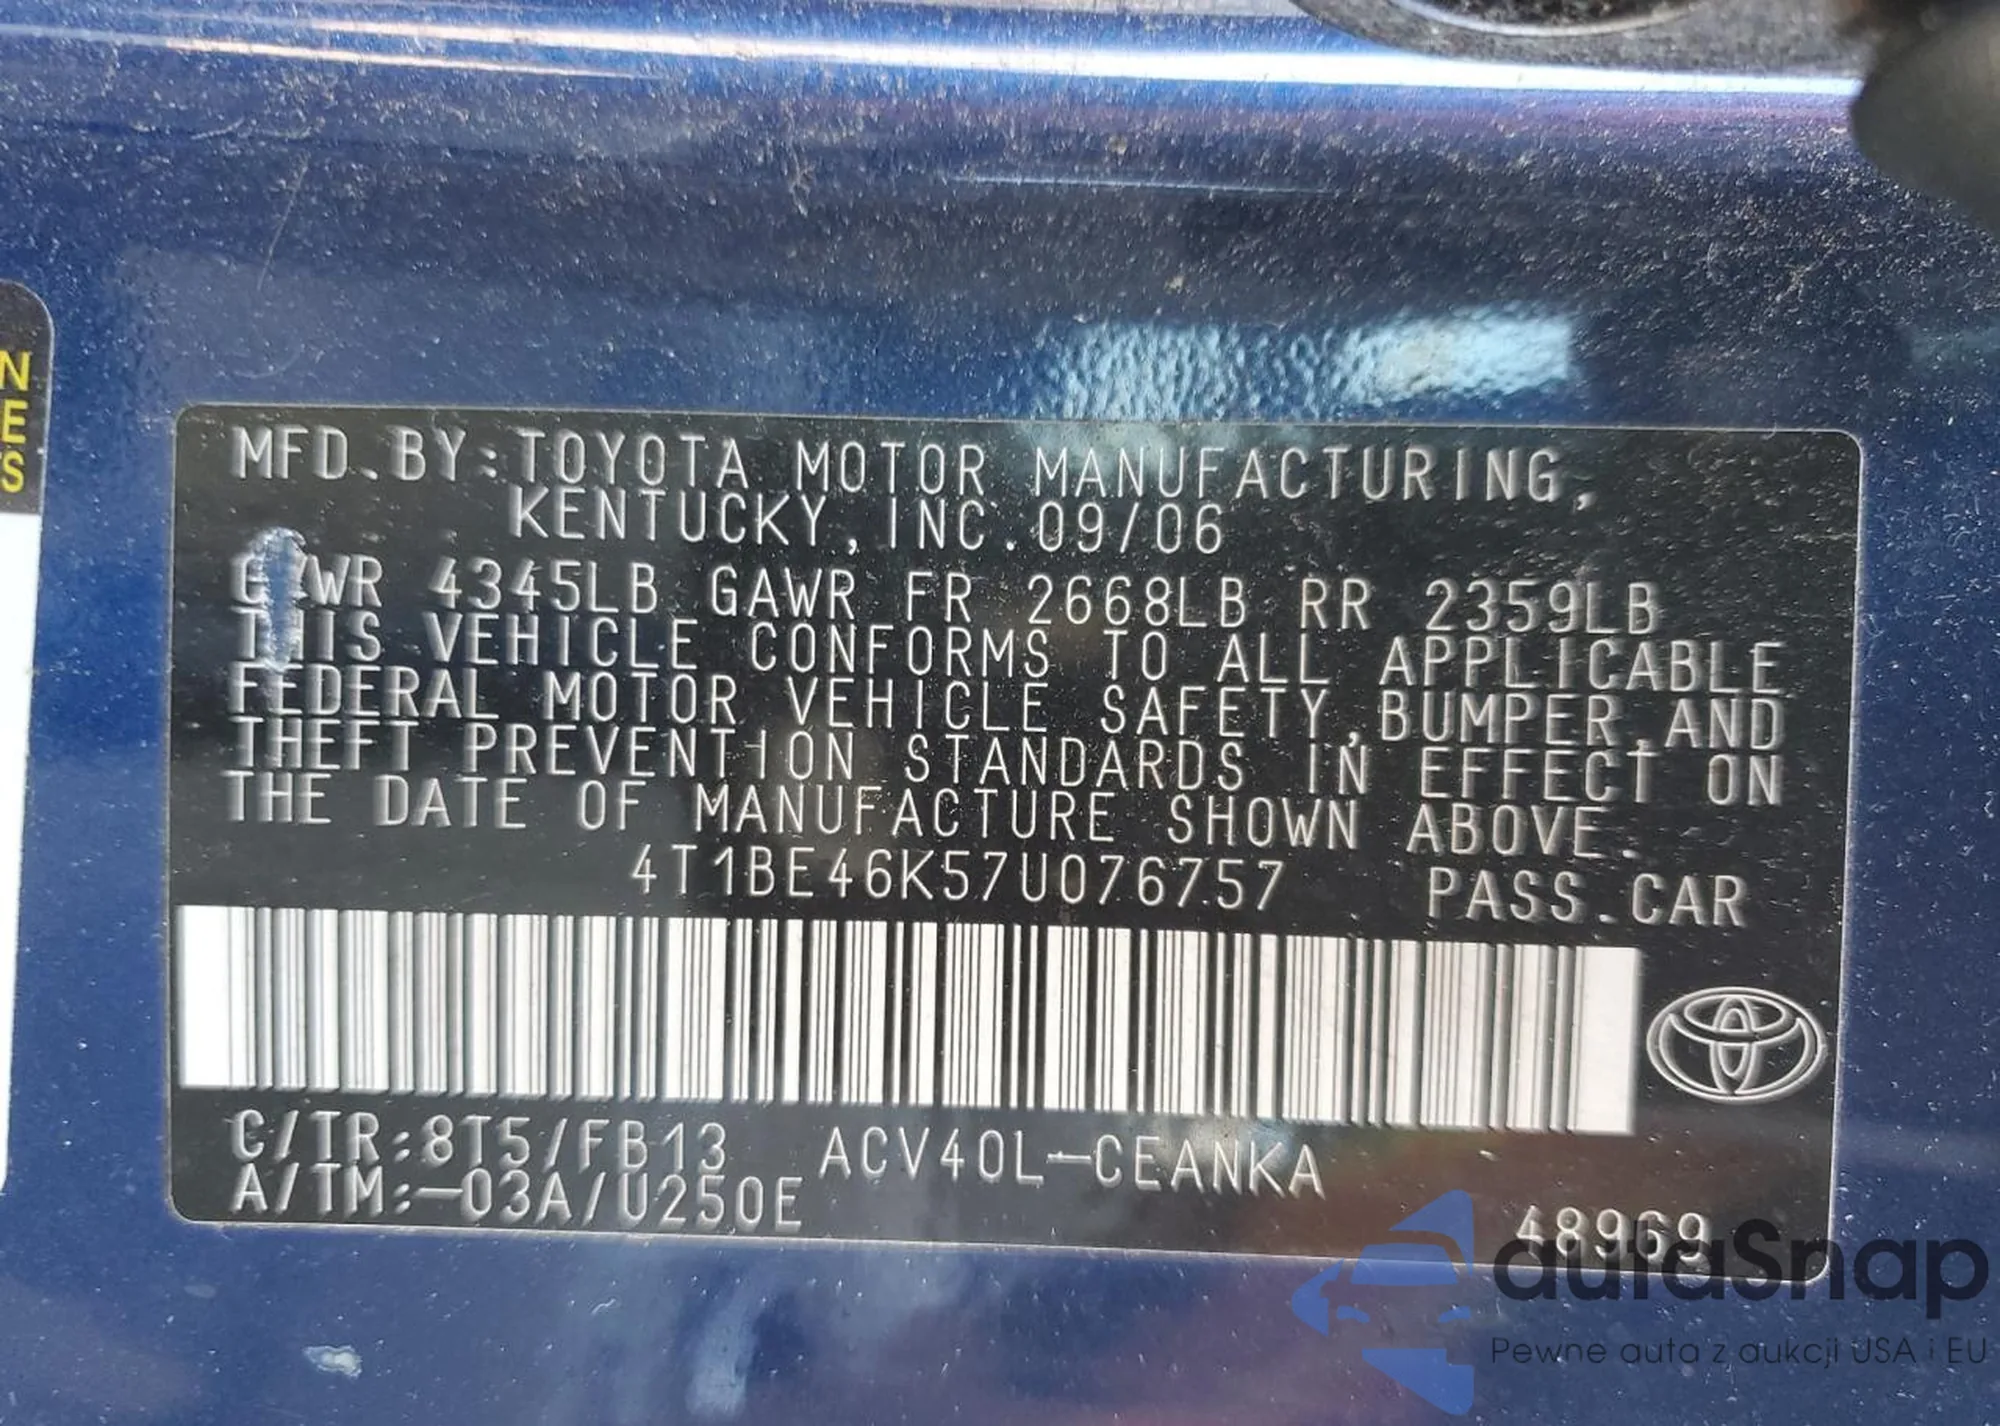 N
E
TS
MFD.BY:TOYOTA MOTOR MANUFACTURING,
KENTUCKY,INC.09/06
GVWR 4345LB GAWR FR 2668LB RR 2359LB
THIS VEHICLE CONFORMS TO ALL APPLICABLE
FEDERAL MOTOR VEHICLE SAFETY,BUMPER,AND
THEFT PREVENTION STANDARDS IN EFFECT ON
THE DATE OF MANUFACTURE SHOWN ABOVE.
4T1BE46K57U076757 PASS.CAR
C/TR:8T5/FB13 ACV40L-CEANKA
A/TM:-03A/U250E
48969
autaSnap
Pewne auta z aukcji USA i EU